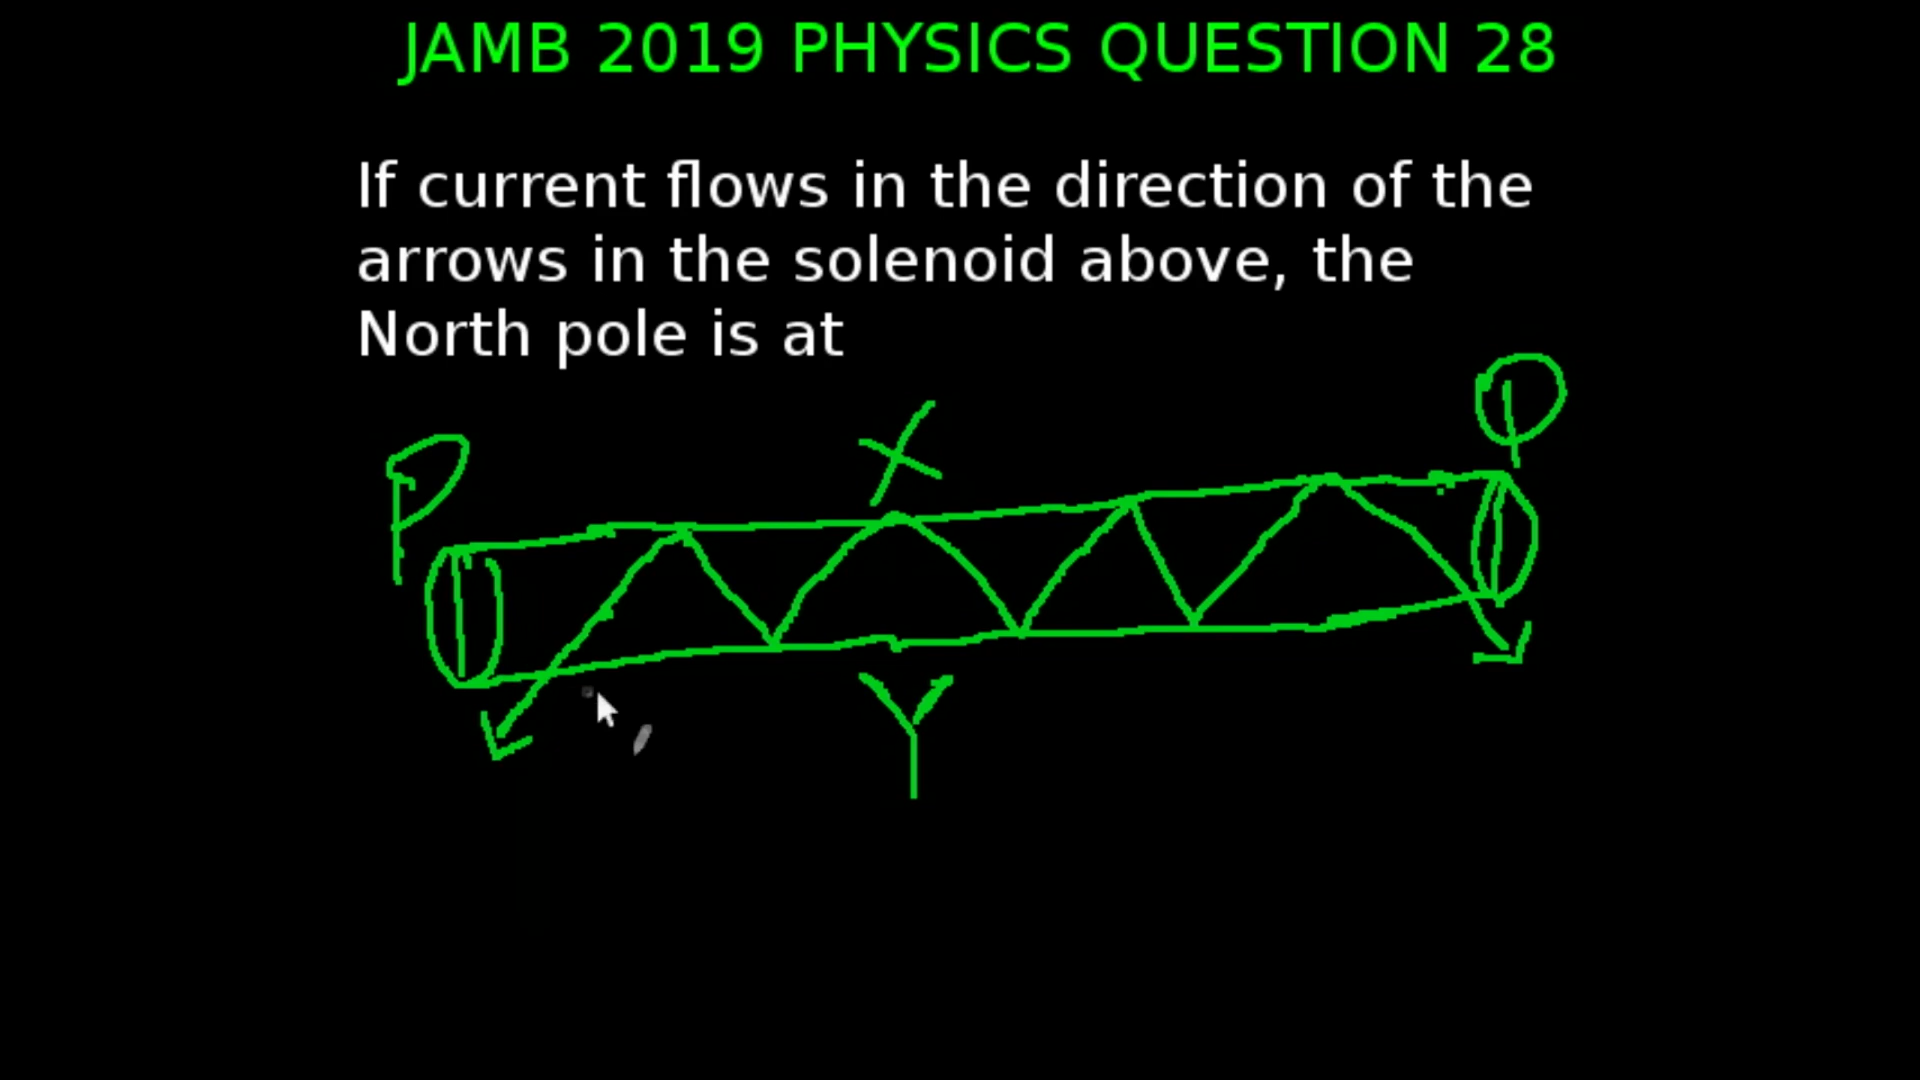 JAMB 2019 PHYSICS QUESTION 28
If current flows in the direction of the
arrows in the solenoid above, the
North pole is at
P
X
Q
Y